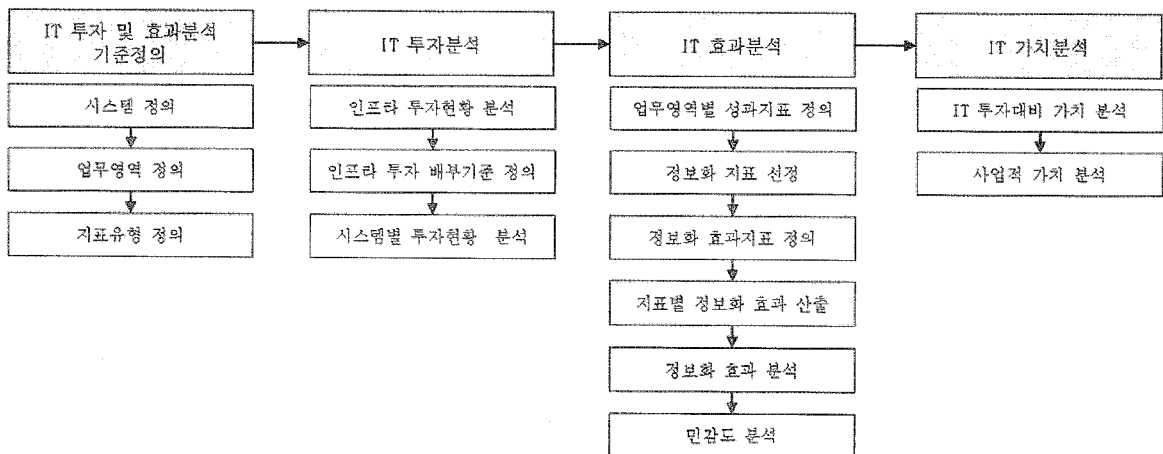 IT 투자 및 효과분석
기준정의
시스템 정의
업무영역 정의
지표유형 정의
IT 투자분석
인프라 투자현황 분석
인프라 투자 배부기준 정의
시스템별 투자현황 분석
IT 효과분석
업무영역별 성과지표 정의
정보화 지표 선정
정보화 효과지표 정의
지표별 정보화 효과 산출
정보화 효과 분석
민감도 분석
IT 가치분석
IT 투자대비 가치 분석
사업적 가치 분석